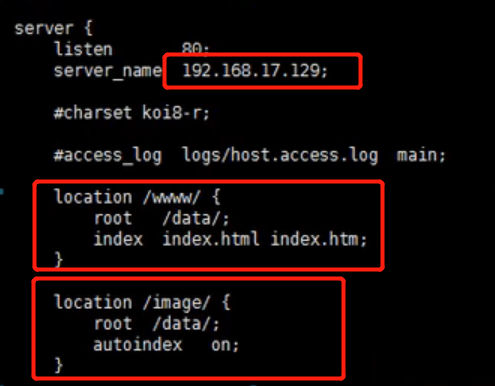 server {
listen 80;
server_name 192.168.17.129;
#charset koi8-r;
#access_log logs/host.access.log main;
location /www/ {
root /data/;
index index.html index.htm;
}
location /image/ {
root /data/;
autoindex on;
}